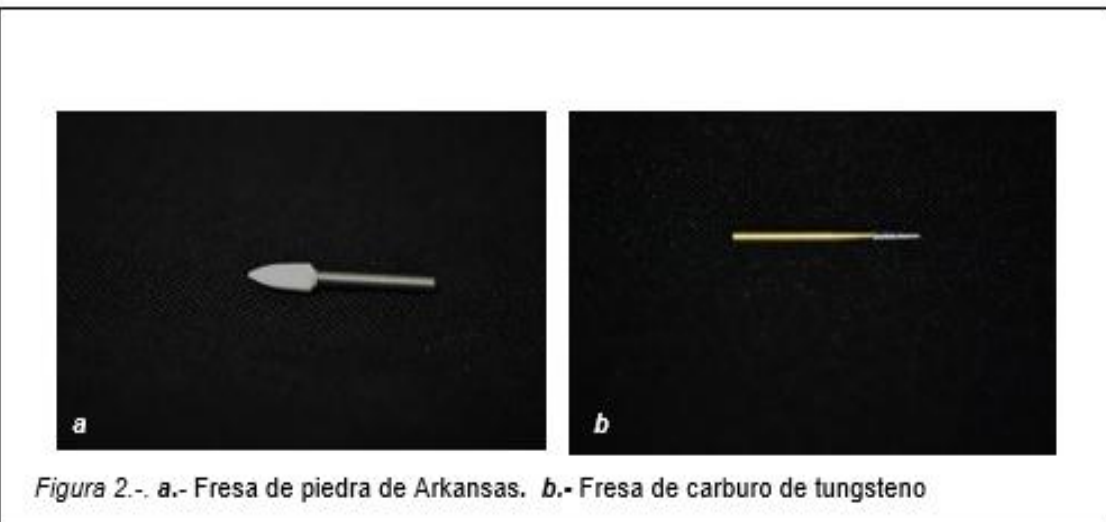 a
b
Figura 2.-. a.- Fresa de piedra de Arkansas. b.- Fresa de carburo de tungsteno